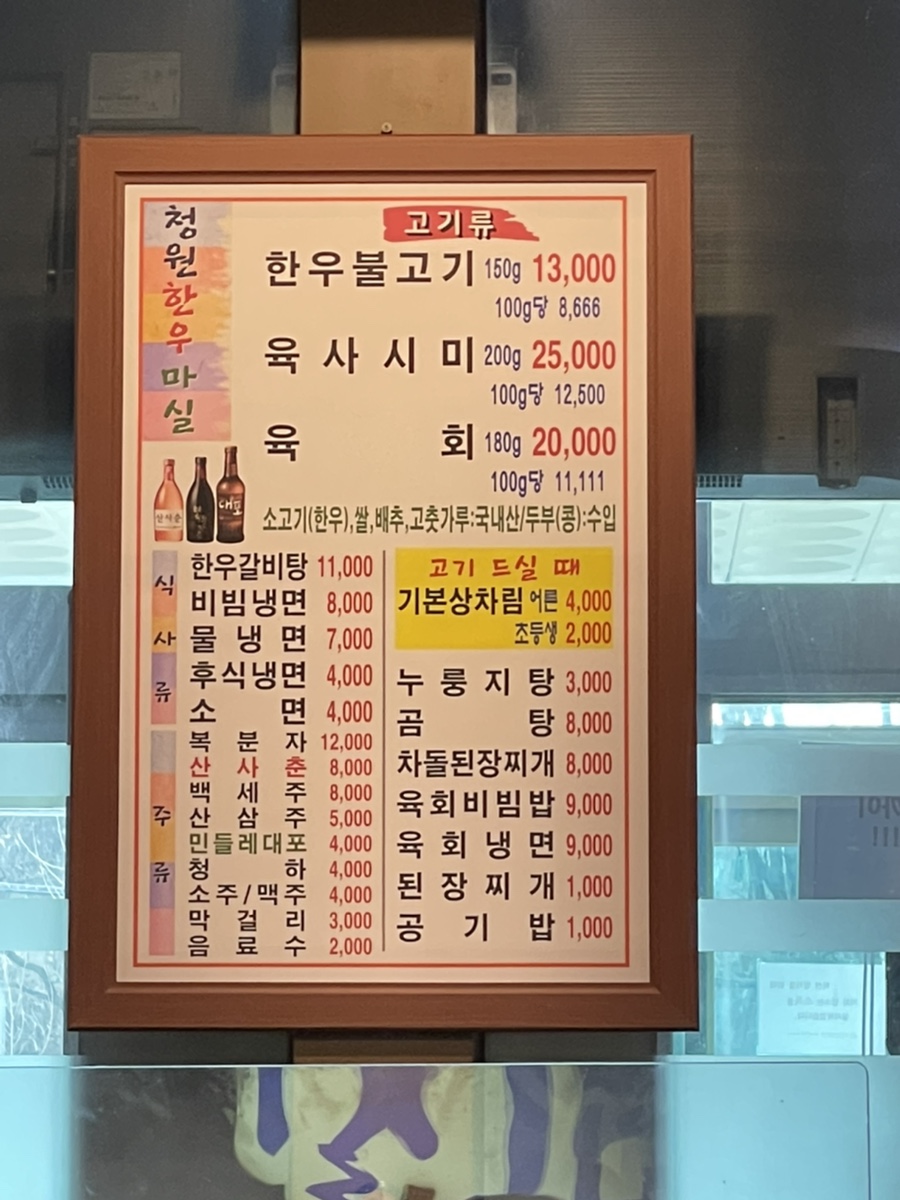 청원한우마실
고기류
한우불고기 150g 13,000
100g당 8,666
육사시미 200g 25,000
100g당 12,500
육회 180g 20,000
100g당 11,111
소고기(한우),쌀,배추,고춧가루:국내산/두부(콩):수입
대포
식사류
한우갈비탕 11,000
비빔냉면 8,000
물냉면 7,000
후식냉면 4,000
소면 4,000
주류
복분자 12,000
산사춘 8,000
백세주 8,000
산삼주 5,000
민들레대포 4,000
청하 4,000
소주/맥주 4,000
막걸리 3,000
음료수 2,000
고기 드실 때
기본상차림 어른 4,000
초등생 2,000
누룽지탕 3,000
곰탕 8,000
차돌된장찌개 8,000
육회비빔밥 9,000
육회냉면 9,000
된장찌개 1,000
공기밥 1,000